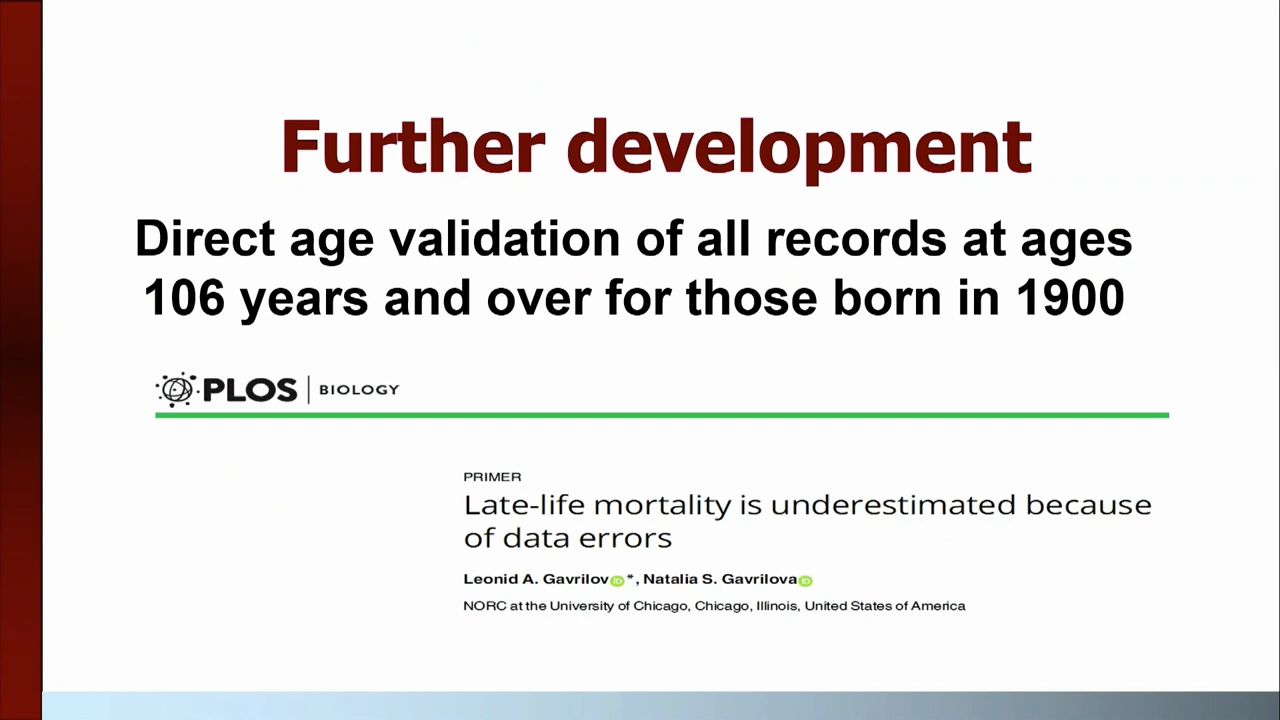 Further development
Direct age validation of all records at ages
106 years and over for those born in 1900
PLOS | BIOLOGY
PRIMER
Late-life mortality is underestimated because
of data errors
Leonid A. Gavrilov iD *, Natalia S. Gavrilova iD
NORC at the University of Chicago, Chicago, Illinois, United States of America